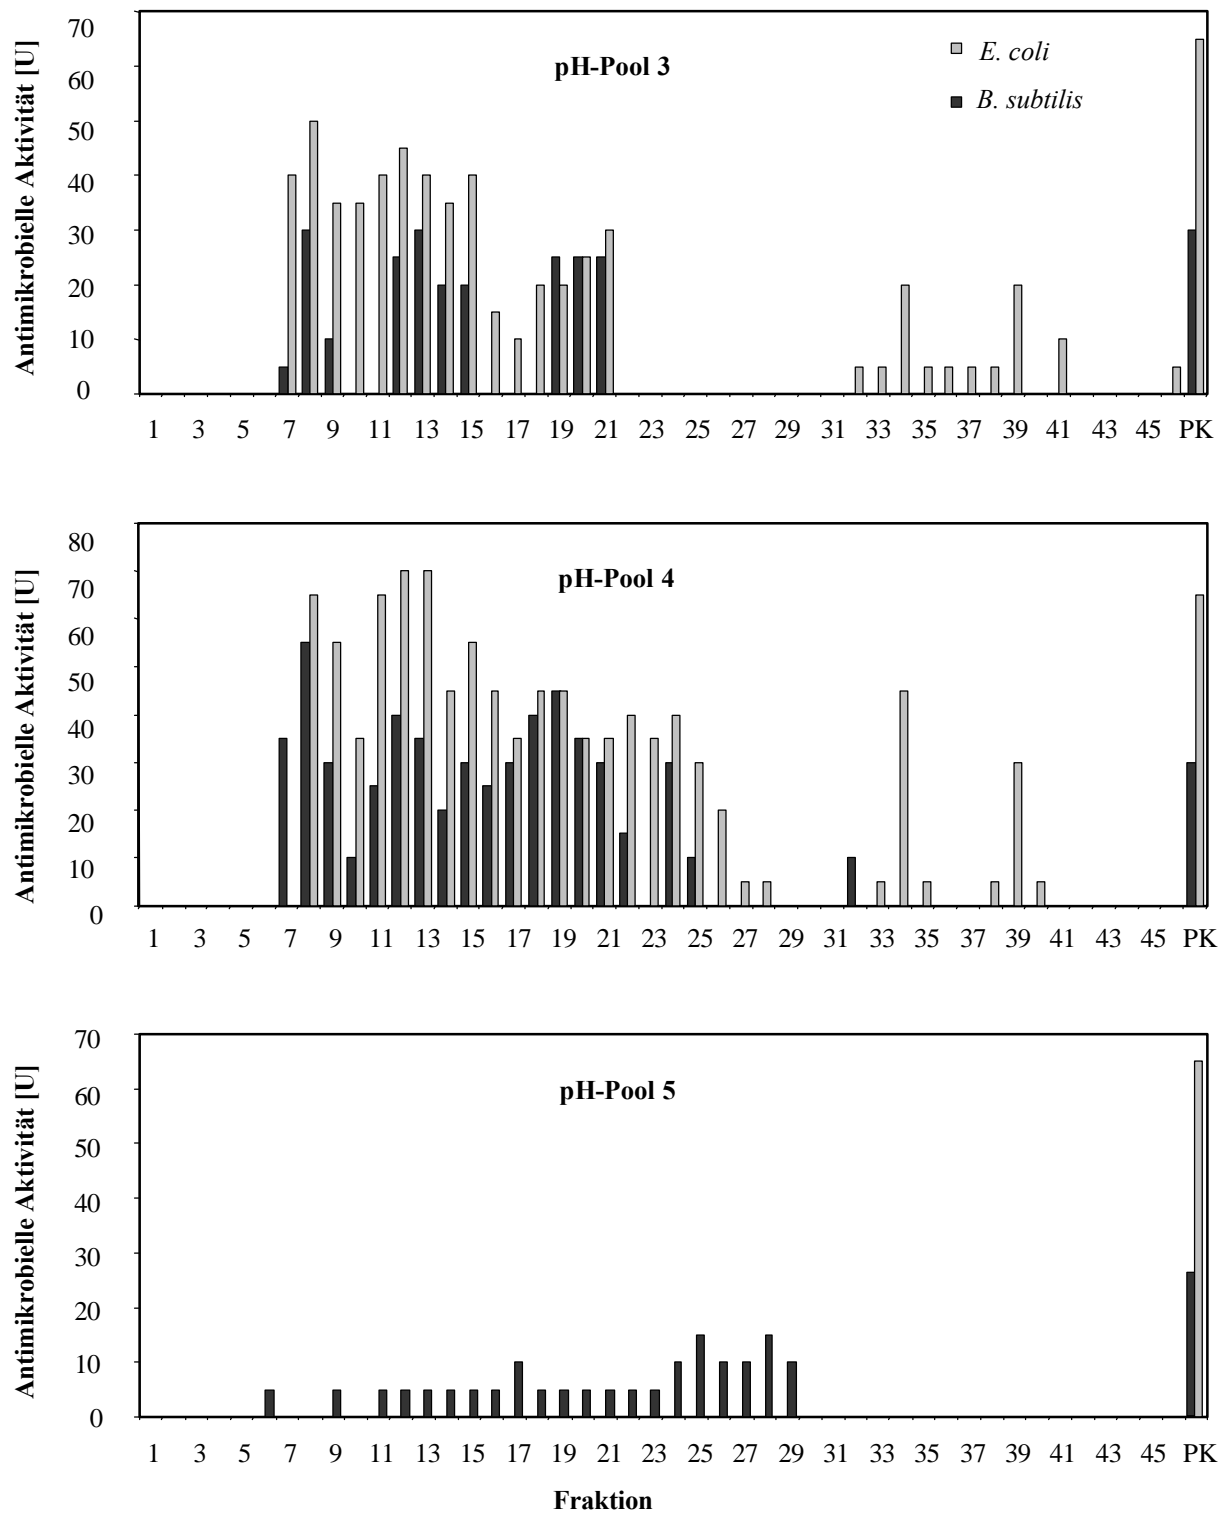 70
60
50
40
30
20
10
0
Antimikrobielle Aktivität [U]
pH-Pool 3
E. coli
B. subtilis
1 3 5 7 9 11 13 15 17 19 21 23 25 27 29 31 33 35 37 39 41 43 45 PK
80
70
60
50
40
30
20
10
0
Antimikrobielle Aktivität [U]
pH-Pool 4
1 3 5 7 9 11 13 15 17 19 21 23 25 27 29 31 33 35 37 39 41 43 45 PK
70
60
50
40
30
20
10
0
Antimikrobielle Aktivität [U]
pH-Pool 5
1 3 5 7 9 11 13 15 17 19 21 23 25 27 29 31 33 35 37 39 41 43 45 PK
Fraktion